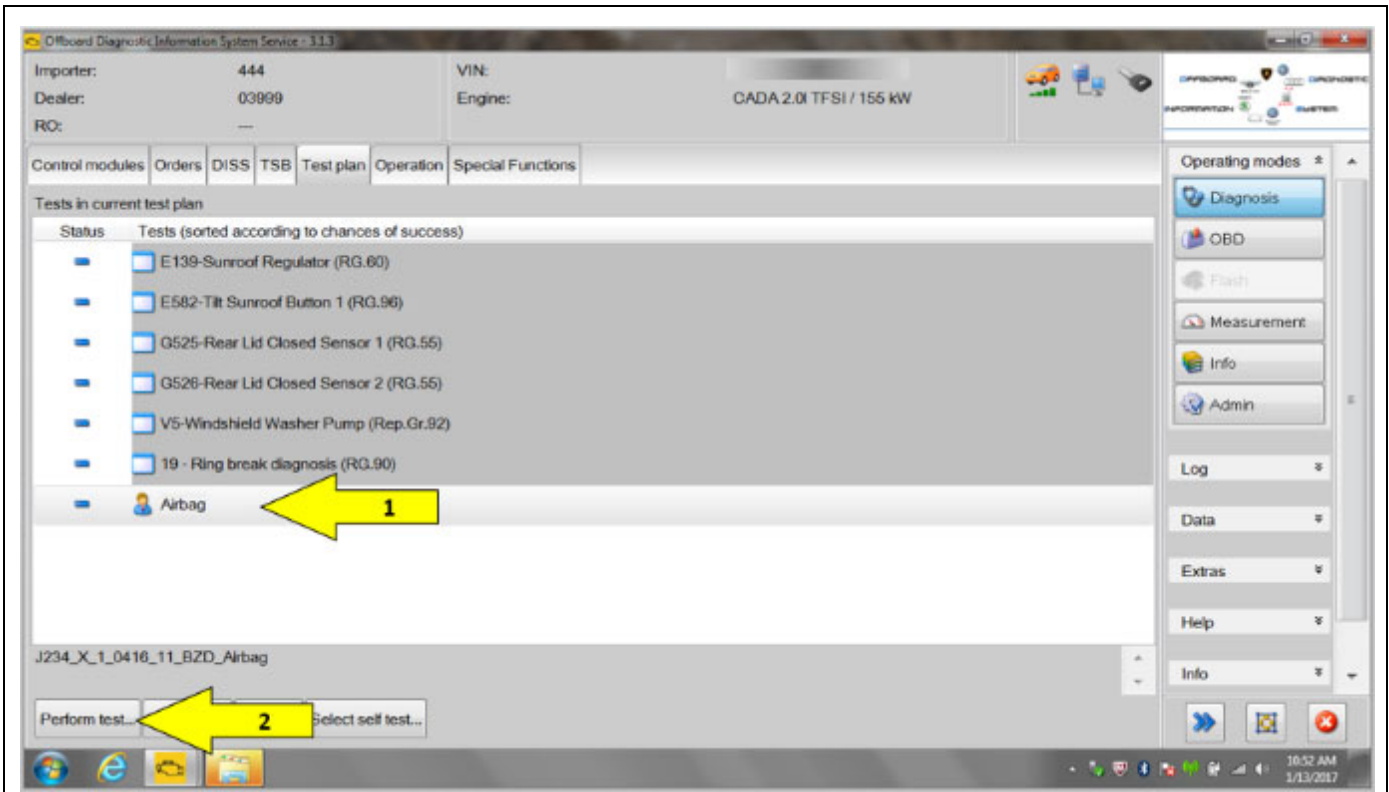 Offboard Diagnostic Information System Service - 3.1.3
Importer: 444 VIN:
Dealer: 03999 Engine: CADA 2.0l TFSI / 155 kW
RO: ---
OFFBOARD DIAGNOSTIC
INFORMATION SYSTEM
Control modules Orders DISS TSB Test plan Operation Special Functions
Tests in current test plan
Status Tests (sorted according to chances of success)
E139-Sunroof Regulator (RG.60)
E582-Tilt Sunroof Button 1 (RG.96)
G525-Rear Lid Closed Sensor 1 (RG.55)
G526-Rear Lid Closed Sensor 2 (RG.55)
V5-Windshield Washer Pump (Rep.Gr.92)
19 - Ring break diagnosis (RG.90)
Airbag 1
J234_X_1_0416_11_BZD_Airbag
Perform test... 2 Select self test...
Operating modes
Diagnosis
OBD
Flash
Measurement
Info
Admin
Log
Data
Extras
Help
Info
10:52 AM
1/13/2017